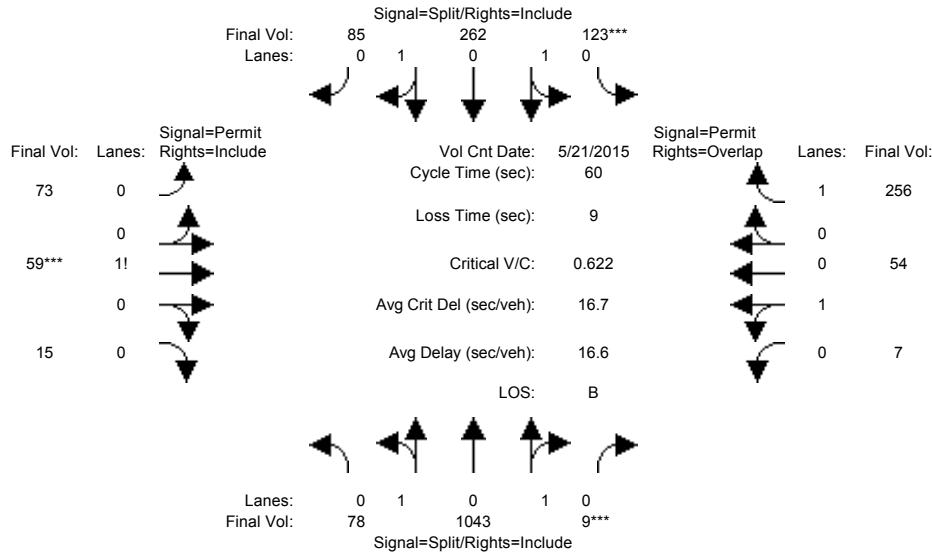 Signal=Split/Rights=Include
Final Vol: 85 262 123***
Lanes: 0 1 0 1 0
Signal=Permit Signal=Permit
Final Vol: Lanes: Rights=Include Vol Cnt Date: 5/21/2015 Rights=Overlap Lanes: Final Vol:
Cycle Time (sec): 60
73 0 1 256
Loss Time (sec): 9
0 0
59*** 1! Critical V/C: 0.622 0 54
0 Avg Crit Del (sec/veh): 16.7 1
15 0 Avg Delay (sec/veh): 16.6 0 7
LOS: B
Lanes: 0 1 0 1 0
Final Vol: 78 1043 9***
Signal=Split/Rights=Include